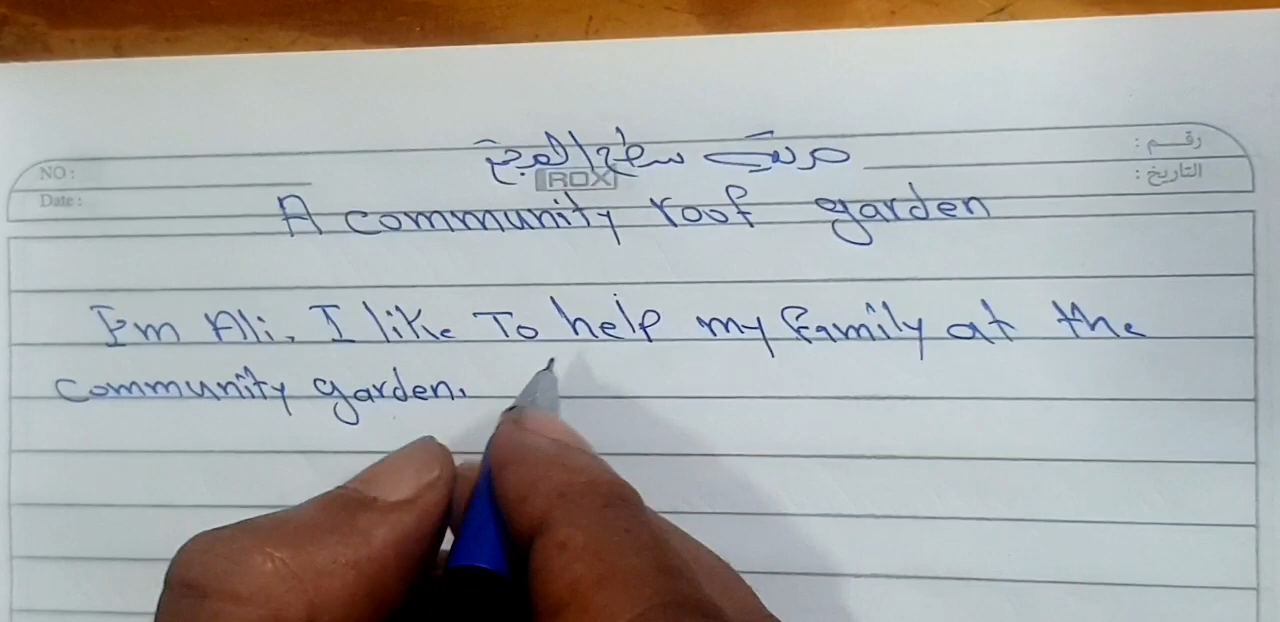 سطح المجتمع
ROX
NO :
رقم :
Date :
التاريخ :
A community roof garden
I'm Ali. I like To help my family at the
community garden.